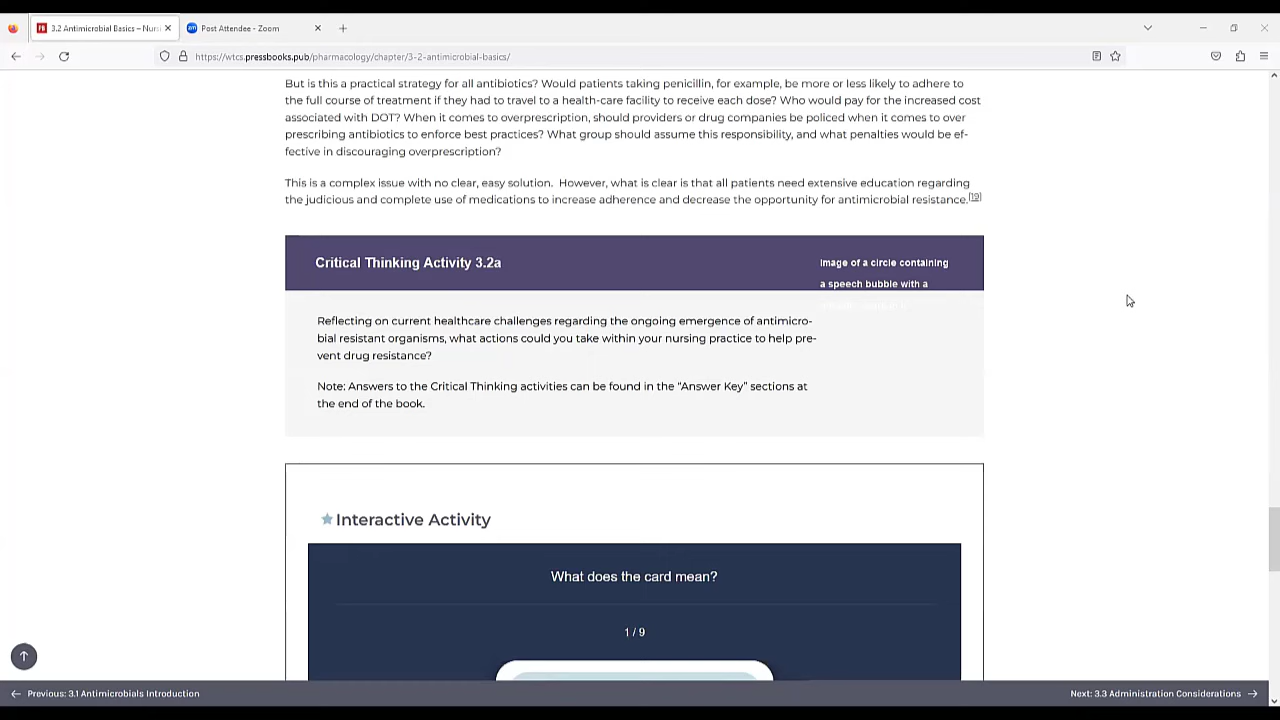 3.2 Antimicrobial Basics – Nurs
Post Attendee - Zoom
https://wtcs.pressbooks.pub/pharmacology/chapter/3-2-antimicrobial-basics/
But is this a practical strategy for all antibiotics? Would patients taking penicillin, for example, be more or less likely to adhere to
the full course of treatment if they had to travel to a health-care facility to receive each dose? Who would pay for the increased cost
associated with DOT? When it comes to overprescription, should providers or drug companies be policed when it comes to over
prescribing antibiotics to enforce best practices? What group should assume this responsibility, and what penalties would be ef-
fective in discouraging overprescription?
This is a complex issue with no clear, easy solution. However, what is clear is that all patients need extensive education regarding
the judicious and complete use of medications to increase adherence and decrease the opportunity for antimicrobial resistance.[19]
Critical Thinking Activity 3.2a
Image of a circle containing
a speech bubble with a
Reflecting on current healthcare challenges regarding the ongoing emergence of antimicro-
bial resistant organisms, what actions could you take within your nursing practice to help pre-
vent drug resistance?
Note: Answers to the Critical Thinking activities can be found in the “Answer Key” sections at
the end of the book.
Interactive Activity
What does the card mean?
1 / 9
Previous: 3.1 Antimicrobials Introduction
Next: 3.3 Administration Considerations